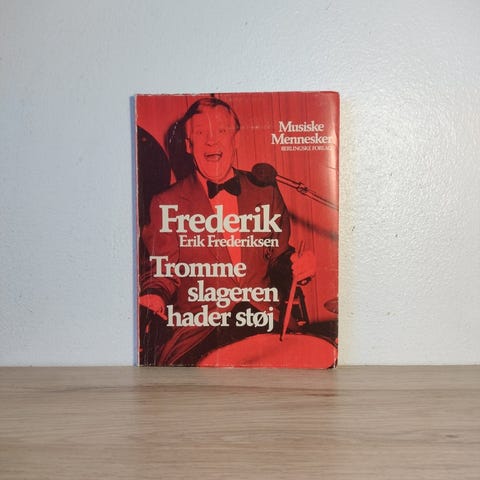 Musiske
Mennesker
BERLINGSKE FORLAG
Frederik
Erik Frederiksen
Tromme
slageren
hader støj